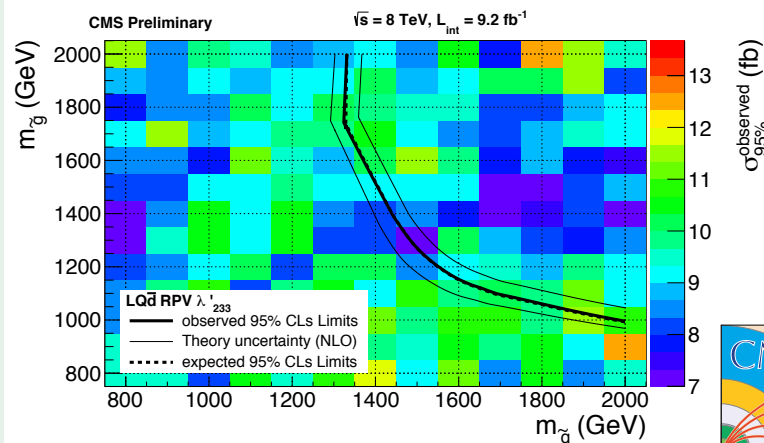 CMS Preliminary
√s = 8 TeV, L_int = 9.2 fb⁻¹
m_g̃ (GeV)
2000
1800
1600
1400
1200
1000
800
LQd̄ RPV λ'₂₃₃
observed 95% CLs Limits
Theory uncertainty (NLO)
expected 95% CLs Limits
800 1000 1200 1400 1600 1800 2000
m_q̃ (GeV)
13
12
11
10
9
8
7
σ^observed_95% (fb)